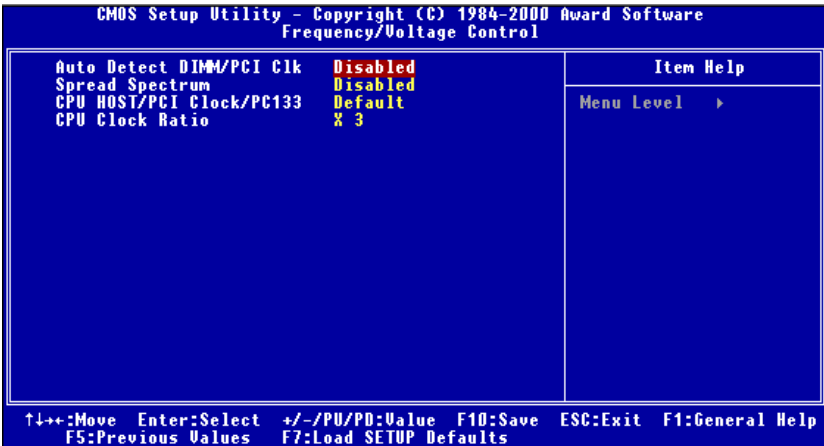 CMOS Setup Utility - Copyright (C) 1984-2000 Award Software
Frequency/Voltage Control
Auto Detect DIMM/PCI Clk Disabled
Spread Spectrum Disabled
CPU HOST/PCI Clock/PC133 Default
CPU Clock Ratio X 3
Item Help
Menu Level ▸
↑↓→←:Move Enter:Select +/-/PU/PD:Value F10:Save ESC:Exit F1:General Help
F5:Previous Values F7:Load SETUP Defaults